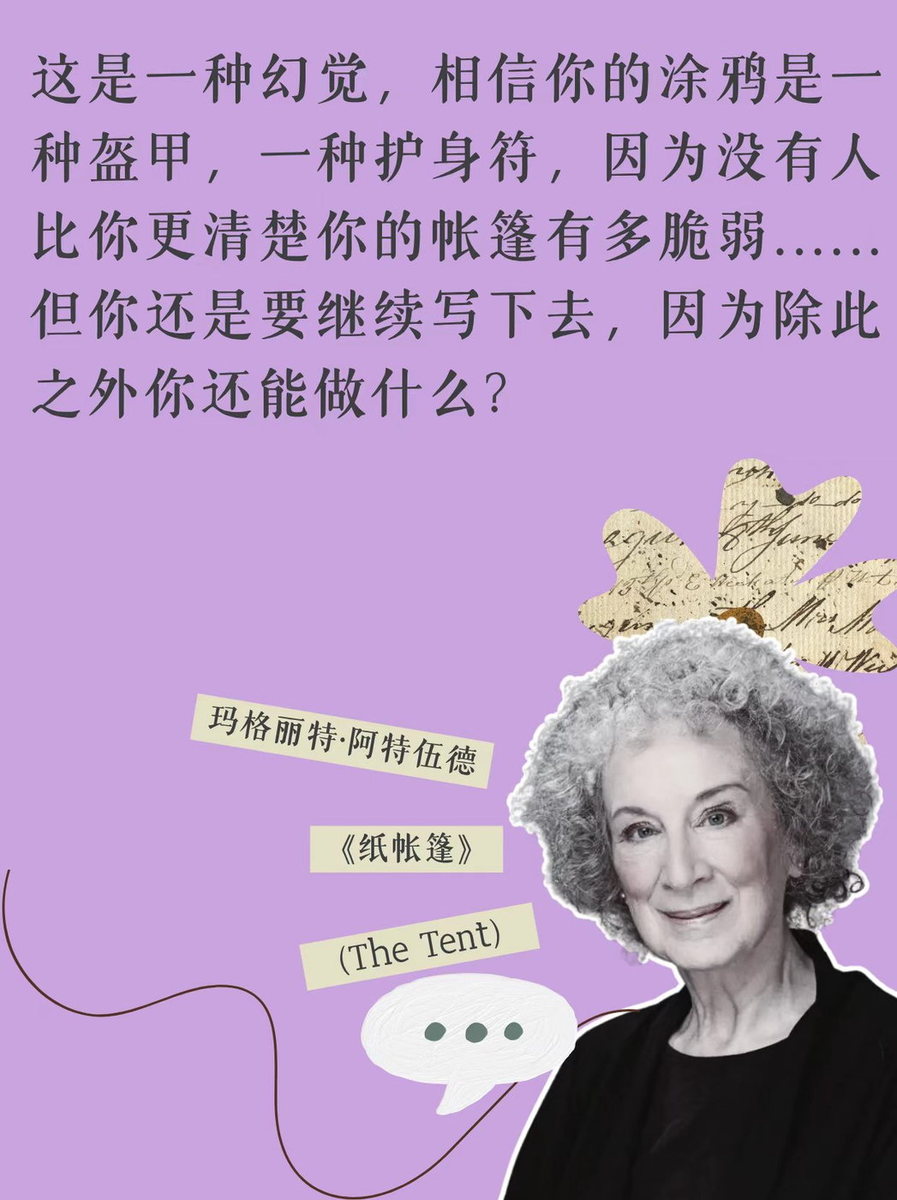 这是一种幻觉，相信你的涂鸦是一
种盔甲，一种护身符，因为没有人
比你更清楚你的帐篷有多脆弱……
但你还是要继续写下去，因为除此
之外你还能做什么？
玛格丽特·阿特伍德
《纸帐篷》
(The Tent)